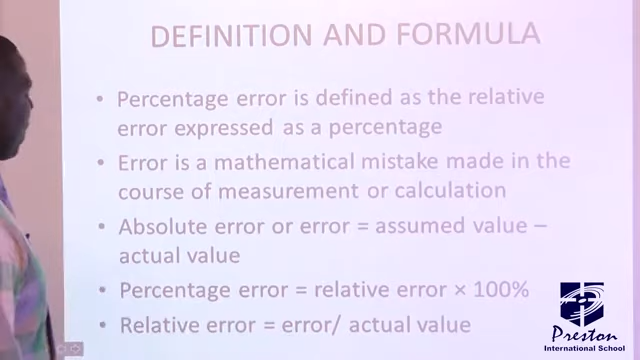 DEFINITION AND FORMULA
• Percentage error is defined as the relative
error expressed as a percentage
• Error is a mathematical mistake made in the
course of measurement or calculation
• Absolute error or error = assumed value –
actual value
• Percentage error = relative error × 100%
• Relative error = error/ actual value
Preston
International School